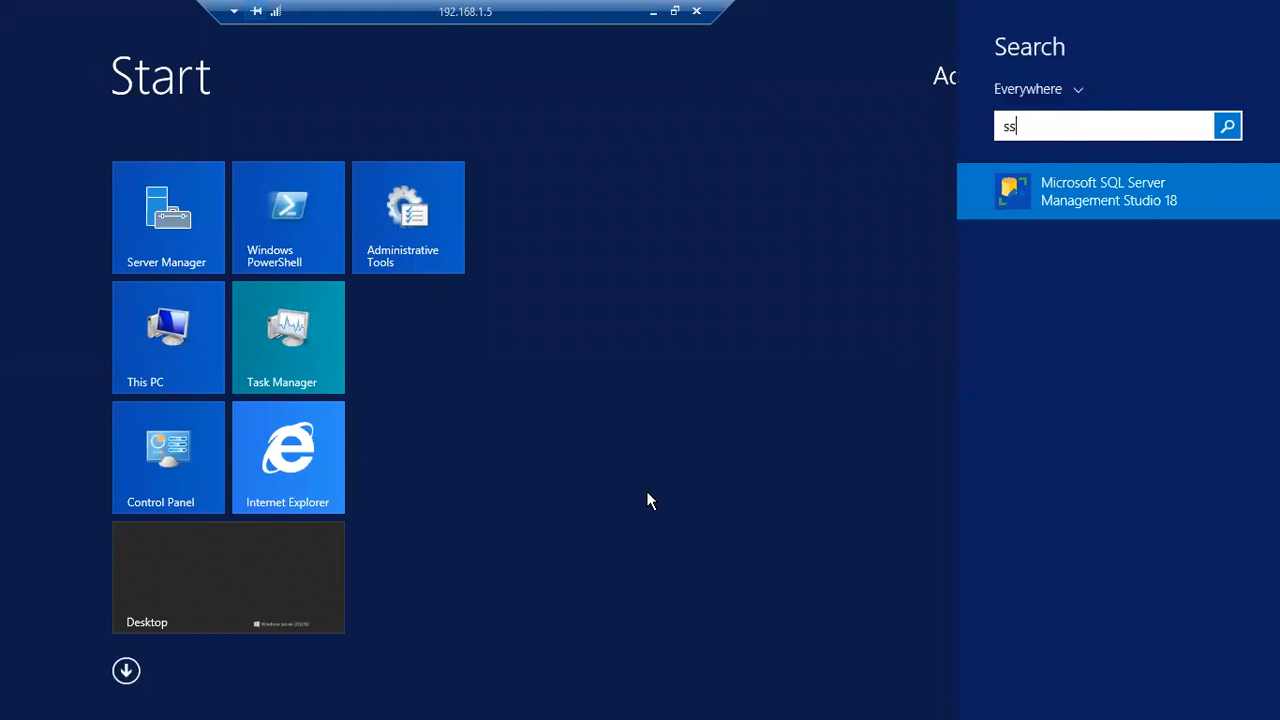 192.168.1.5
Start
Ac
Search
Everywhere
ss
Microsoft SQL Server
Management Studio 18
Server Manager
Windows
PowerShell
Administrative
Tools
This PC
Task Manager
Control Panel
Internet Explorer
Desktop